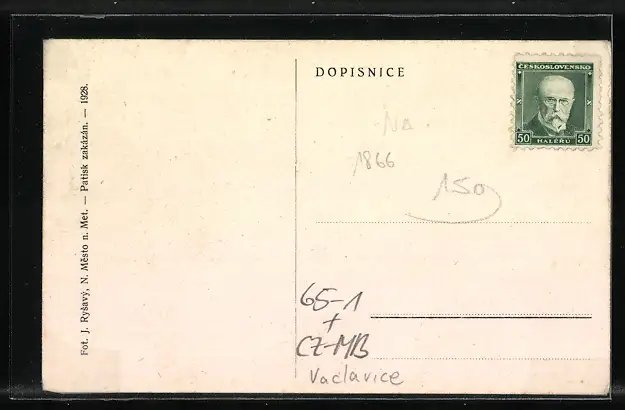 Fot. J. Ryšavý, N. Město n. Met. — Patisk zakázán. — 1928.
DOPISNICE
ČESKOSLOVENSKO
50 HALÉŘŮ 50
Na.
1866
150
65-1
+
CZ-MB
Vaclavice